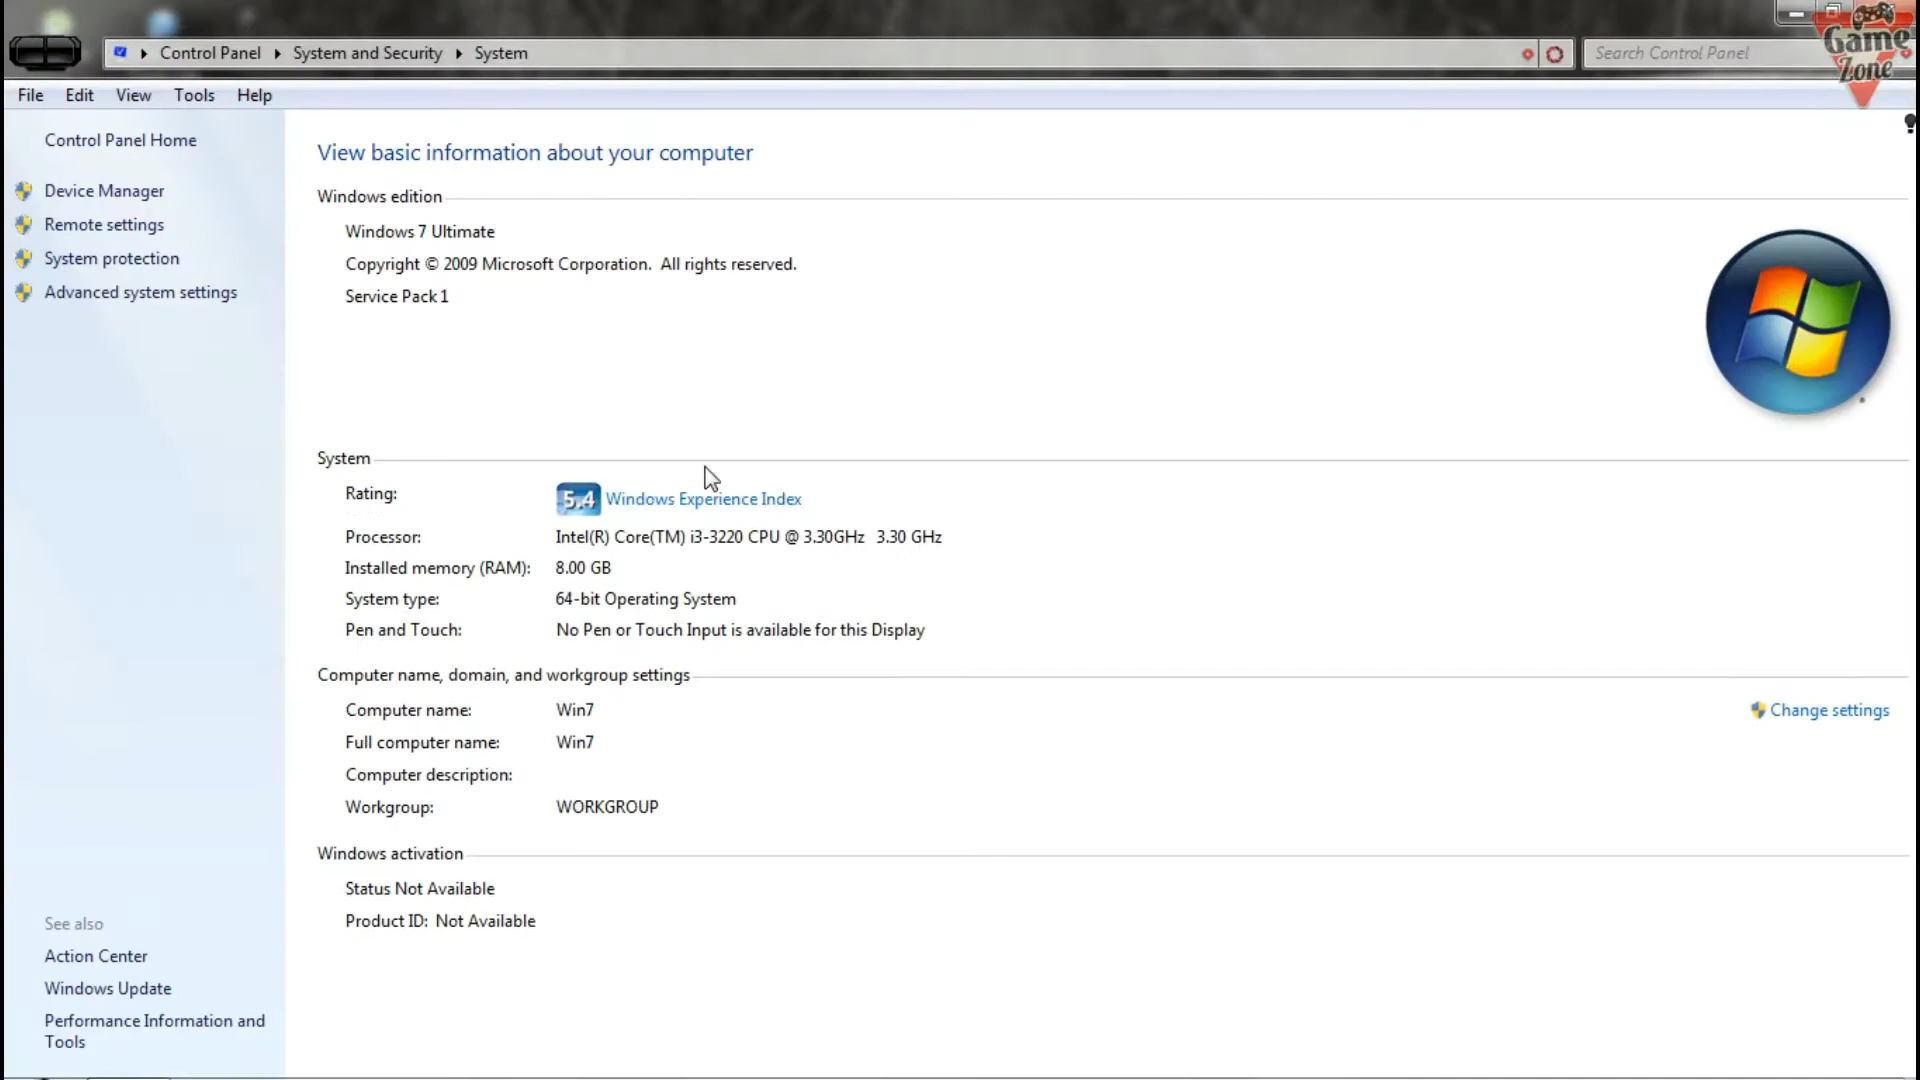 Control Panel ▸ System and Security ▸ System
Search Control Panel
Game
Zone
File Edit View Tools Help
Control Panel Home
Device Manager
Remote settings
System protection
Advanced system settings
View basic information about your computer
Windows edition
Windows 7 Ultimate
Copyright © 2009 Microsoft Corporation. All rights reserved.
Service Pack 1
System
Rating: 5.4 Windows Experience Index
Processor: Intel(R) Core(TM) i3-3220 CPU @ 3.30GHz 3.30 GHz
Installed memory (RAM): 8.00 GB
System type: 64-bit Operating System
Pen and Touch: No Pen or Touch Input is available for this Display
Computer name, domain, and workgroup settings
Computer name: Win7
Change settings
Full computer name: Win7
Computer description:
Workgroup: WORKGROUP
Windows activation
Status Not Available
Product ID: Not Available
See also
Action Center
Windows Update
Performance Information and
Tools